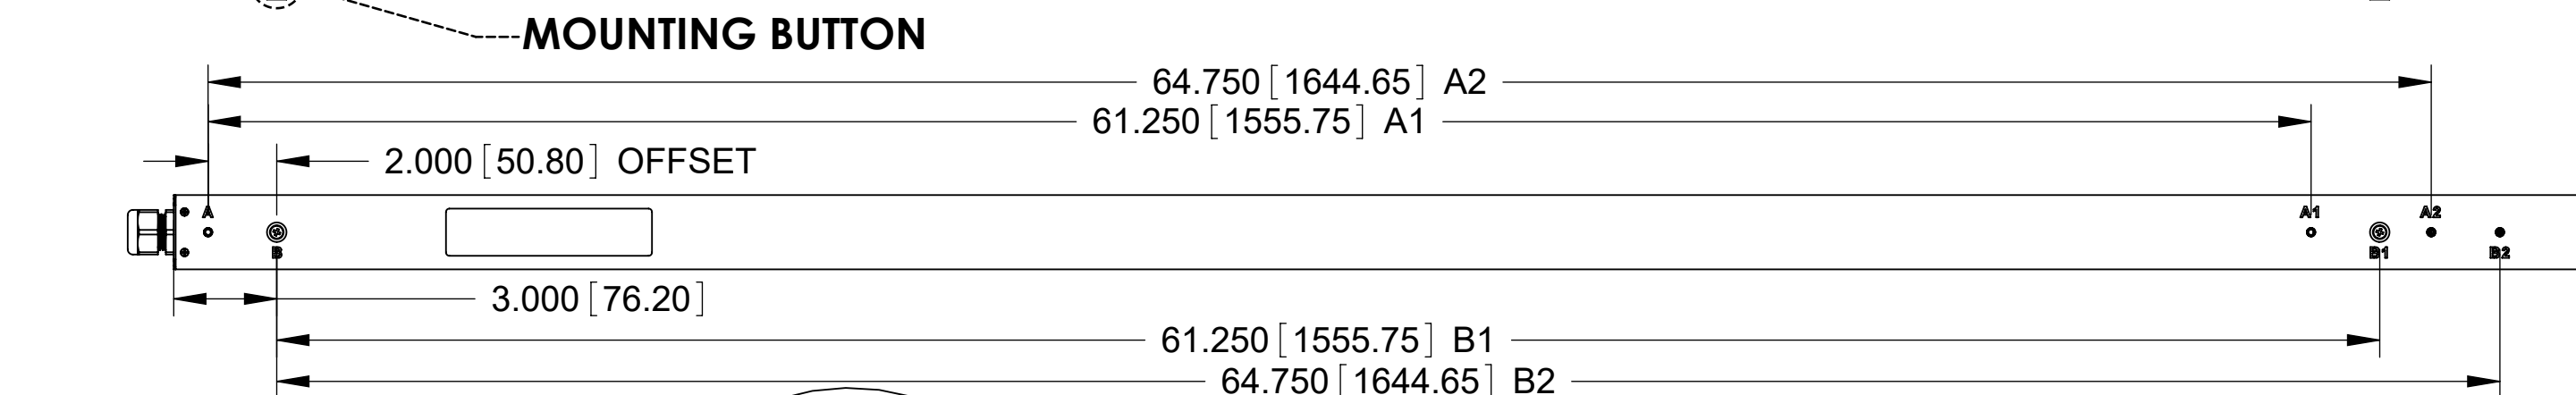 MOUNTING BUTTON
64.750 [1644.65] A2
61.250 [1555.75] A1
2.000 [50.80] OFFSET
A A1 A2
B B1 B2
3.000 [76.20]
61.250 [1555.75] B1
64.750 [1644.65] B2